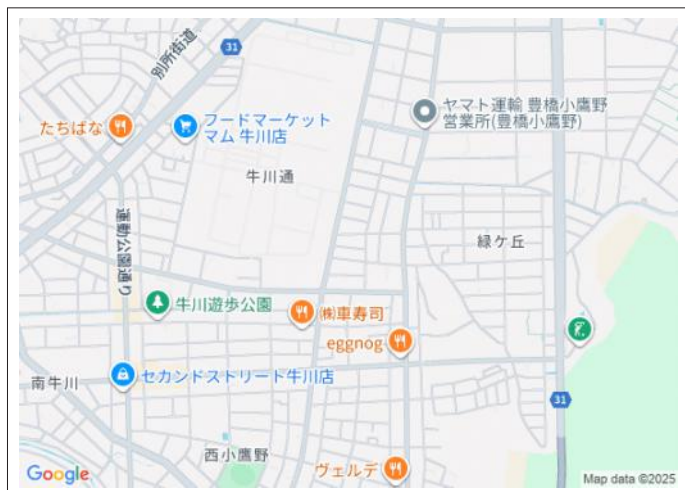 31
別所街道
たちばな
フードマーケット
マム 牛川店
ヤマト運輸 豊橋小鷹野
営業所(豊橋小鷹野)
牛川通
運動公園通り
緑ケ丘
牛川遊歩公園
㈱車寿司
eggnog
南牛川
セカンドストリート牛川店
31
西小鷹野
ヴェルデ
Google
Map data ©2025